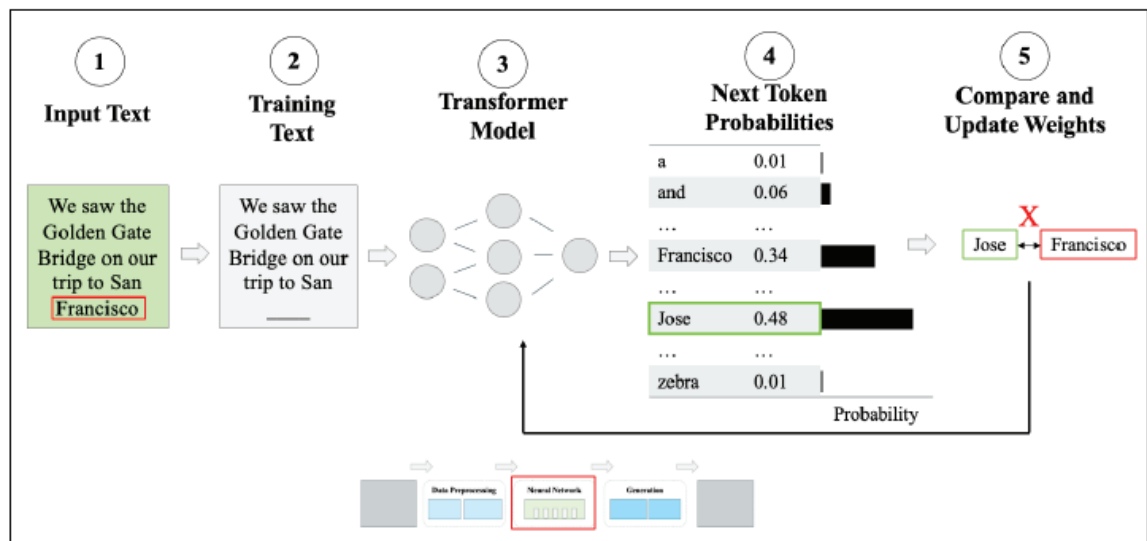 1
Input Text
2
Training
Text
3
Transformer
Model
4
Next Token
Probabilities
5
Compare and
Update Weights
We saw the
Golden Gate
Bridge on our
trip to San
Francisco
We saw the
Golden Gate
Bridge on our
trip to San
____
a 0.01
and 0.06
... ...
Francisco 0.34
... ...
Jose 0.48
... ...
zebra 0.01
Probability
X
Jose Francisco
Data Preprocessing
Neural Network
Generation